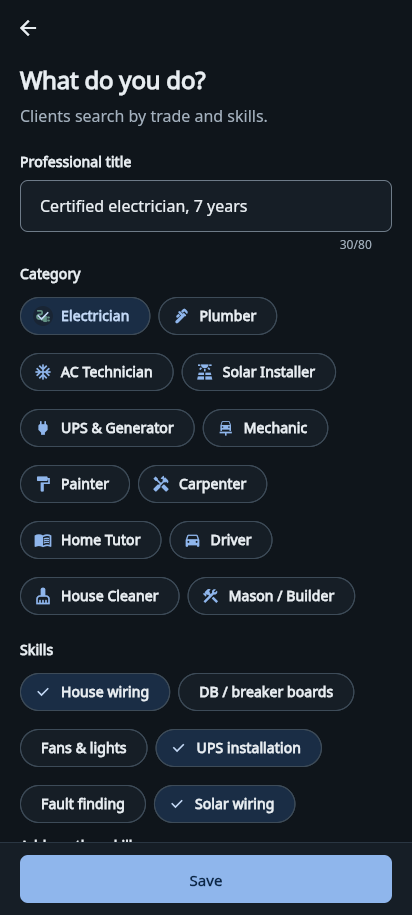 What do you do?
Clients search by trade and skills.
Professional title
Certified electrician, 7 years
30/80
Category
Electrician
Plumber
AC Technician
Solar Installer
UPS & Generator
Mechanic
Painter
Carpenter
Home Tutor
Driver
House Cleaner
Mason / Builder
Skills
House wiring
DB / breaker boards
Fans & lights
UPS installation
Fault finding
Solar wiring
Save